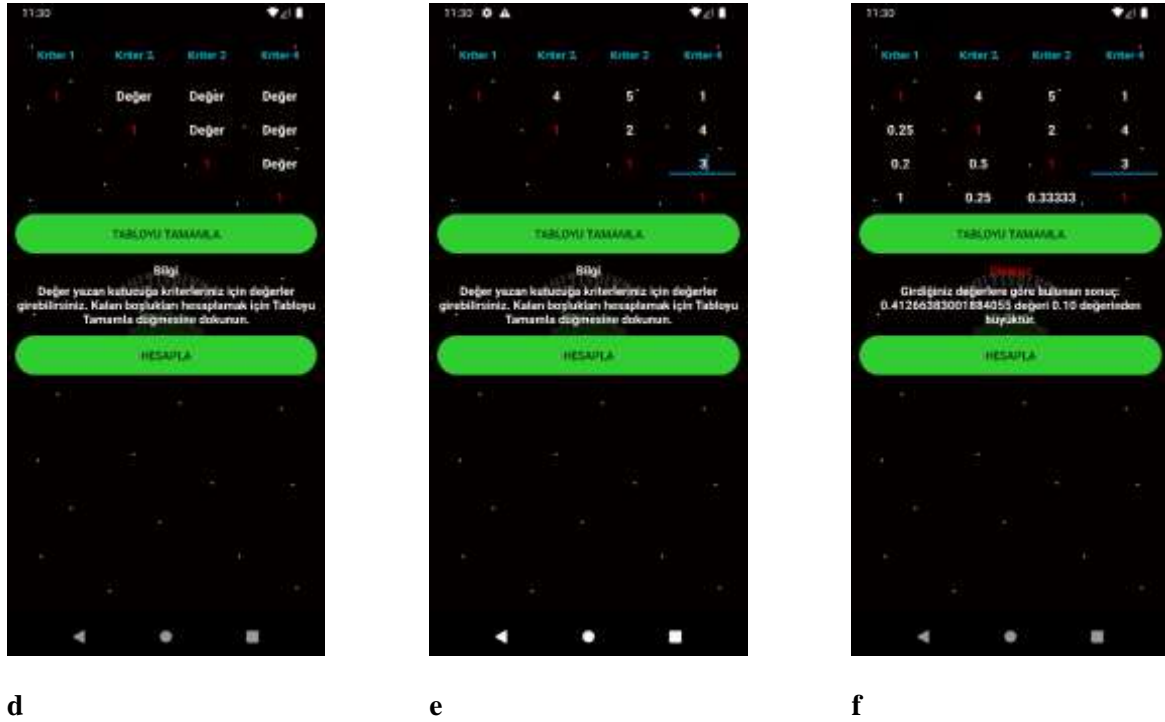 11:30
Kriter 1 Kriter 2 Kriter 3 Kriter 4
1 Değer Değer Değer
1 Değer Değer
1 Değer
1
TABLOYU TAMAMLA
Bilgi
Değer yazan kutucuğa kriterleriniz için değerler
girebilirsiniz. Kalan boşlukları hesaplamak için Tabloyu
Tamamla düğmesine dokunun.
HESAPLA
d
11:30
Kriter 1 Kriter 2 Kriter 3 Kriter 4
1 4 5 1
1 2 4
1 3
1
TABLOYU TAMAMLA
Bilgi
Değer yazan kutucuğa kriterleriniz için değerler
girebilirsiniz. Kalan boşlukları hesaplamak için Tabloyu
Tamamla düğmesine dokunun.
HESAPLA
e
11:30
Kriter 1 Kriter 2 Kriter 3 Kriter 4
1 4 5 1
0.25 1 2 4
0.2 0.5 1 3
1 0.25 0.33333 1
TABLOYU TAMAMLA
Girdiğiniz değerlere göre bulunan sonuç:
0.41266383001884055 değeri 0.10 değerinden
büyüktür.
HESAPLA
f